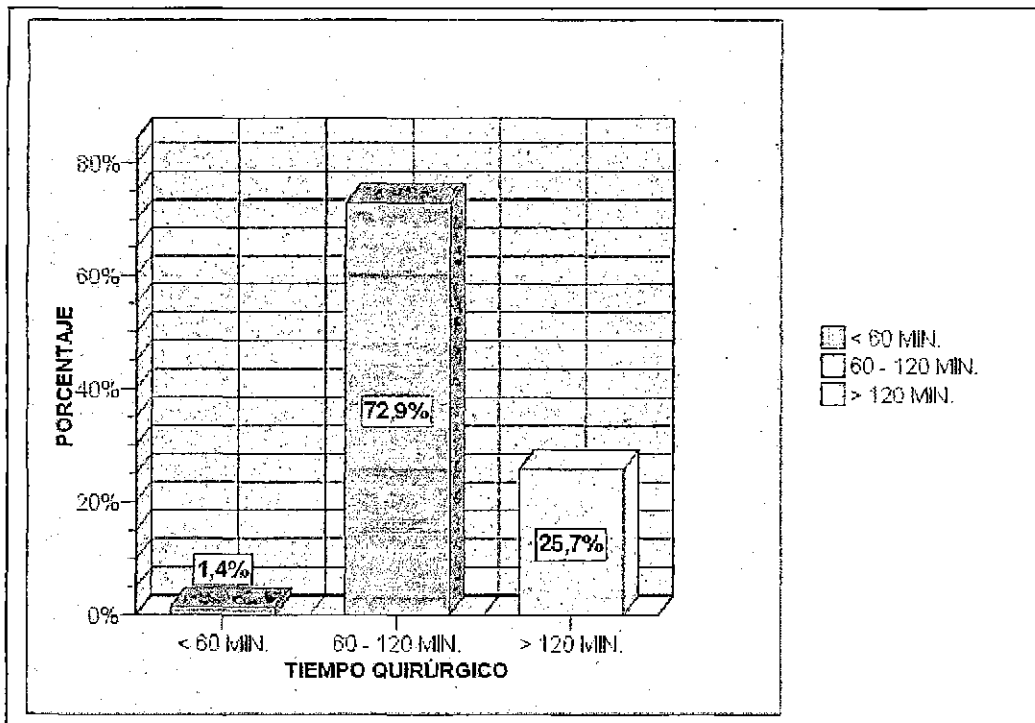 80%
60%
40%
20%
0%
PORCENTAJE
1,4%
72,9%
25,7%
< 60 MIN.
60 - 120 MIN.
> 120 MIN.
TIEMPO QUIRÚRGICO
< 60 MIN.
60 - 120 MIN.
> 120 MIN.